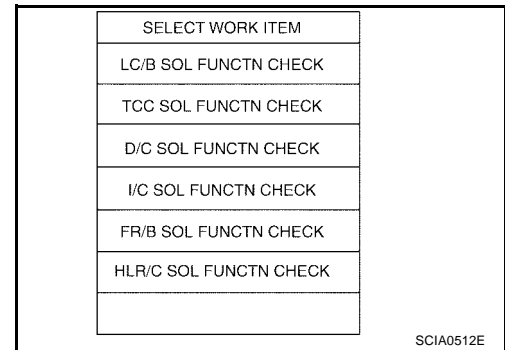 SELECT WORK ITEM
LC/B SOL FUNCTN CHECK
TCC SOL FUNCTN CHECK
D/C SOL FUNCTN CHECK
I/C SOL FUNCTN CHECK
FR/B SOL FUNCTN CHECK
HLR/C SOL FUNCTN CHECK
SCIA0512E